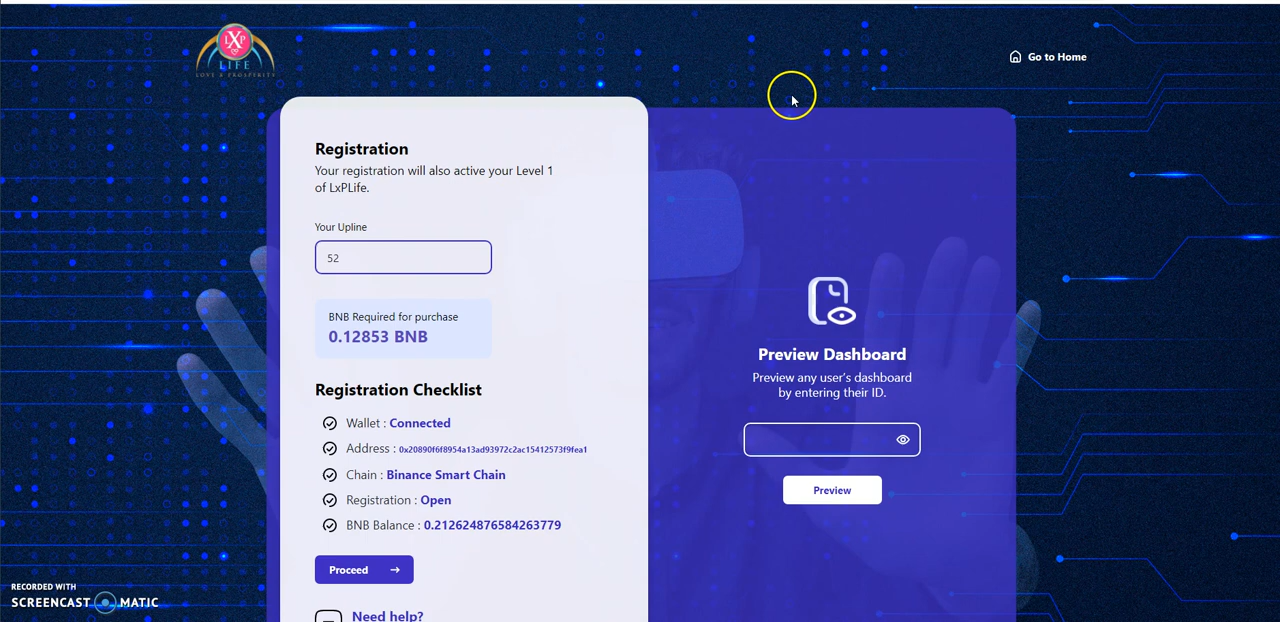 LXP
LIFE
LOVE & PROSPERITY
Go to Home
Registration
Your registration will also active your Level 1
of LxPLife.
Your Upline
52
BNB Required for purchase
0.12853 BNB
Registration Checklist
Wallet : Connected
Address : 0x20890f6f8954a13ad93972c2ac15412573f9fea1
Chain : Binance Smart Chain
Registration : Open
BNB Balance : 0.212624876584263779
Proceed
Need help?
Preview Dashboard
Preview any user's dashboard
by entering their ID.
Preview
RECORDED WITH
SCREENCAST MATIC